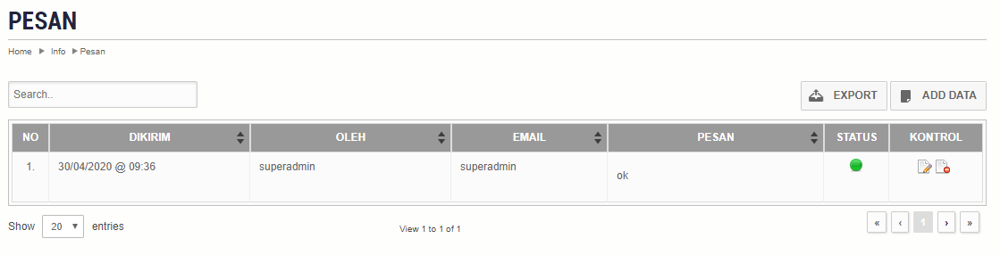 PESAN
Home Info Pesan
Search..
EXPORT ADD DATA
NO DIKIRIM OLEH EMAIL PESAN STATUS KONTROL
1. 30/04/2020 @ 09:36 superadmin superadmin ok
Show 20 entries View 1 to 1 of 1 « ‹ 1 › »